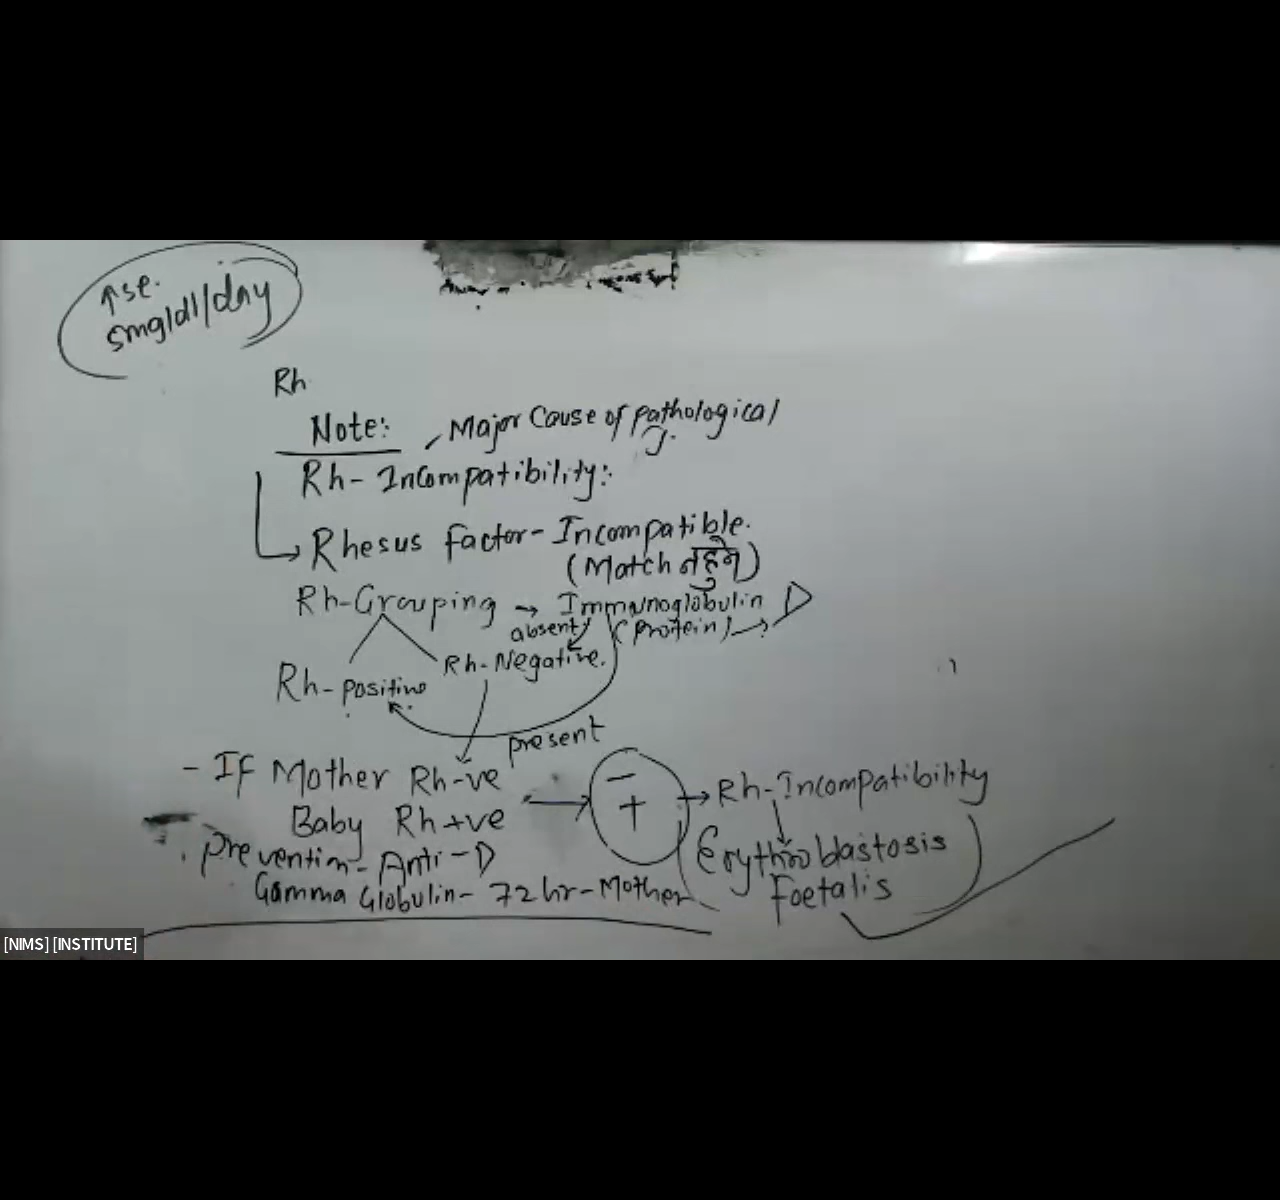 ↑se.
5mg/dl/day
Rh
Note:
Major Cause of pathological
J.
Rh- Incompatibility:
Rhesus factor- Incompatible.
(Match नहुने)
Rh-Grouping → Immunoglobulin D
absent (Protein) →
Rh-Negative.
Rh-positive
present
- If Mother Rh-ve
Baby Rh+ve
- + → Rh-Incompatibility
Erythroblastosis
Foetalis
Prevention- Anti-D
Gamma Globulin- 72hr-Mother
[NIMS] [INSTITUTE]